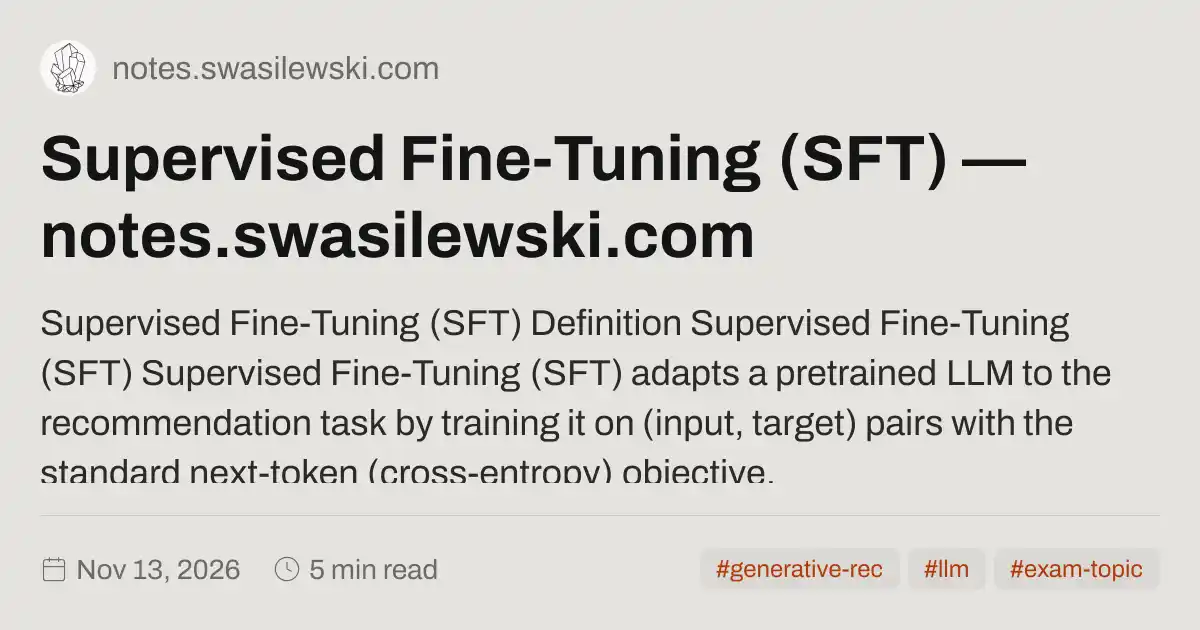 notes.swasilewski.com
Supervised Fine-Tuning (SFT) —
notes.swasilewski.com
Supervised Fine-Tuning (SFT) Definition Supervised Fine-Tuning
(SFT) Supervised Fine-Tuning (SFT) adapts a pretrained LLM to the
recommendation task by training it on (input, target) pairs with the
standard next-token (cross-entropy) objective.
Nov 13, 2026
5 min read
#generative-rec
#llm
#exam-topic